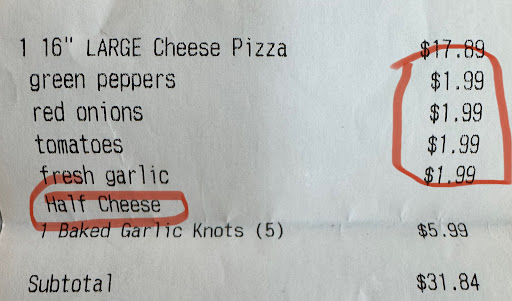 1 16" LARGE Cheese Pizza $17.89
green peppers $1.99
red onions $1.99
tomatoes $1.99
fresh garlic $1.99
Half Cheese
1 Baked Garlic Knots (5) $5.99
Subtotal $31.84